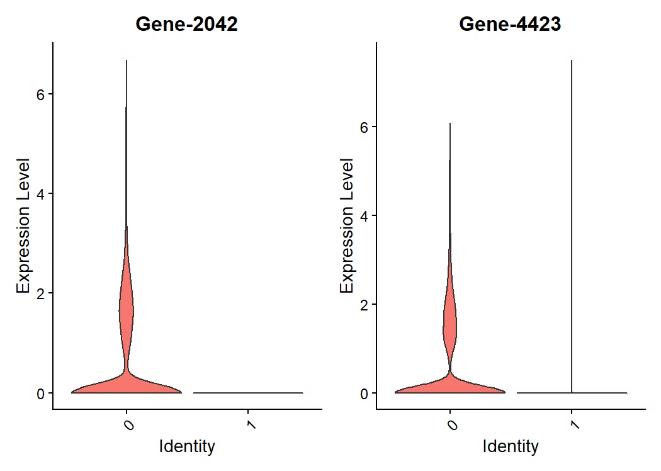 Gene-2042
Expression Level
6
4
2
0
0
1
Identity
Gene-4423
Expression Level
6
4
2
0
0
1
Identity